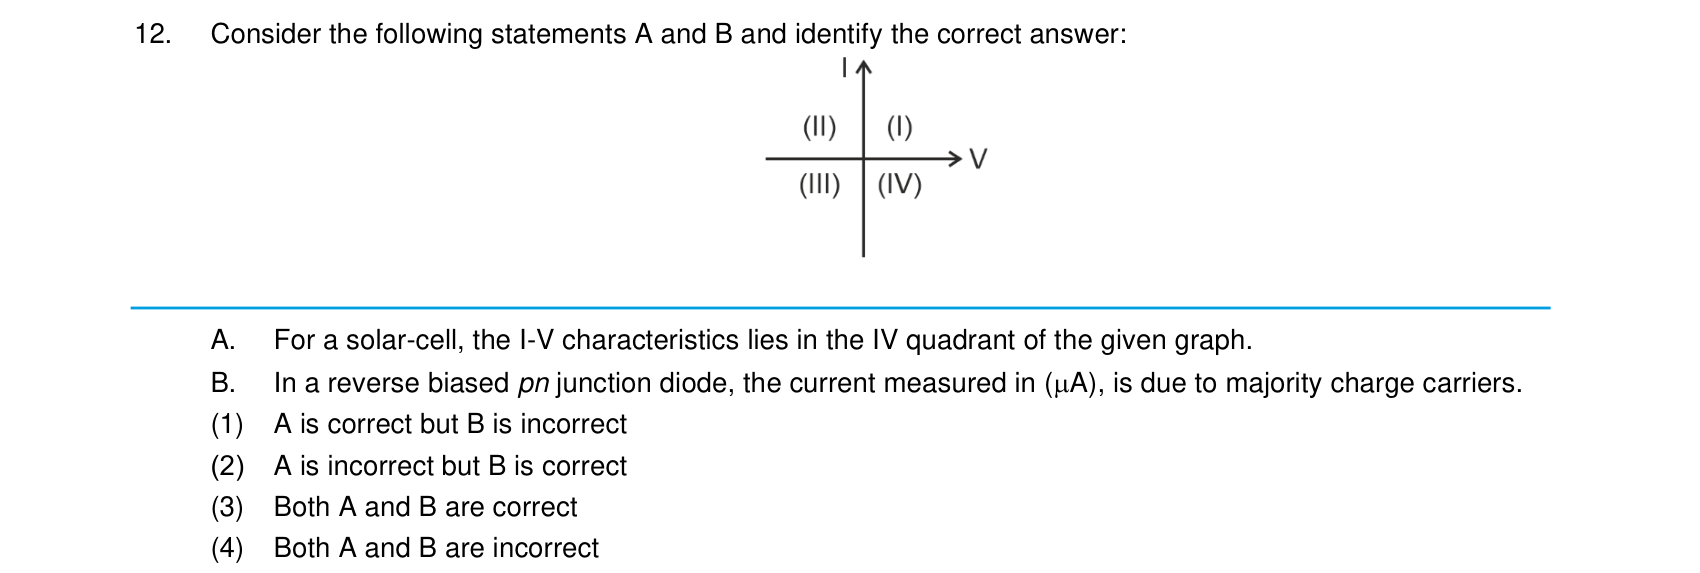 12. Consider the following statements A and B and identify the correct answer:
I
(II) (I)
V
(III) (IV)
A. For a solar-cell, the I-V characteristics lies in the IV quadrant of the given graph.
B. In a reverse biased pn junction diode, the current measured in (μA), is due to majority charge carriers.
(1) A is correct but B is incorrect
(2) A is incorrect but B is correct
(3) Both A and B are correct
(4) Both A and B are incorrect